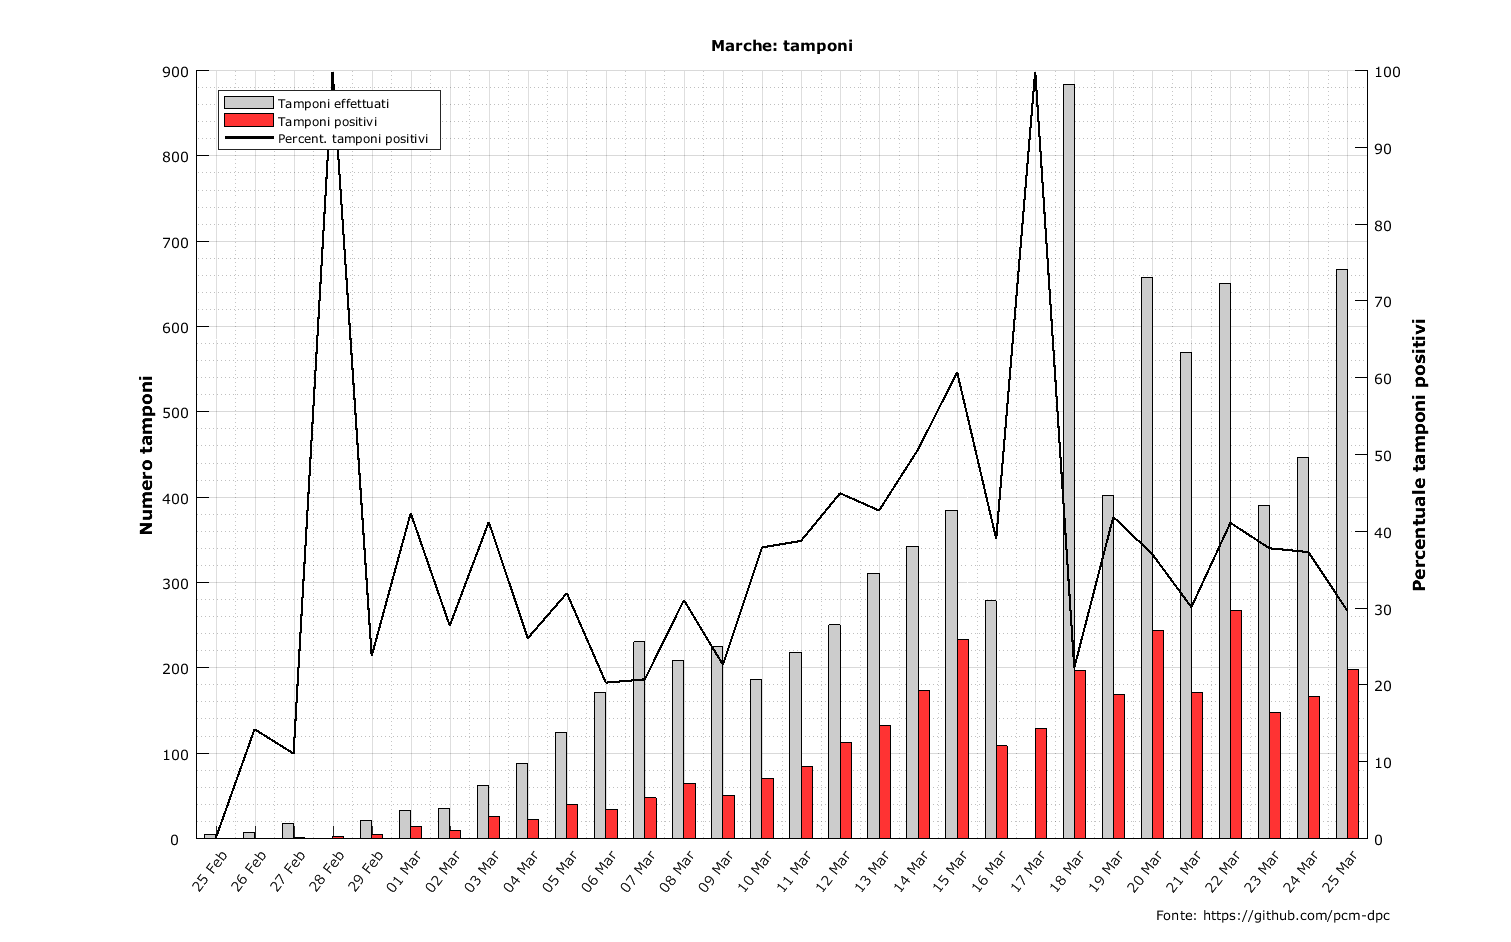 Marche: tamponi
Tamponi effettuati
Tamponi positivi
Percent. tamponi positivi
Numero tamponi
900
800
700
600
500
400
300
200
100
0
Percentuale tamponi positivi
100
90
80
70
60
50
40
30
20
10
0
25 Feb
26 Feb
27 Feb
28 Feb
29 Feb
01 Mar
02 Mar
03 Mar
04 Mar
05 Mar
06 Mar
07 Mar
08 Mar
09 Mar
10 Mar
11 Mar
12 Mar
13 Mar
14 Mar
15 Mar
16 Mar
17 Mar
18 Mar
19 Mar
20 Mar
21 Mar
22 Mar
23 Mar
24 Mar
25 Mar
Fonte: https://github.com/pcm-dpc